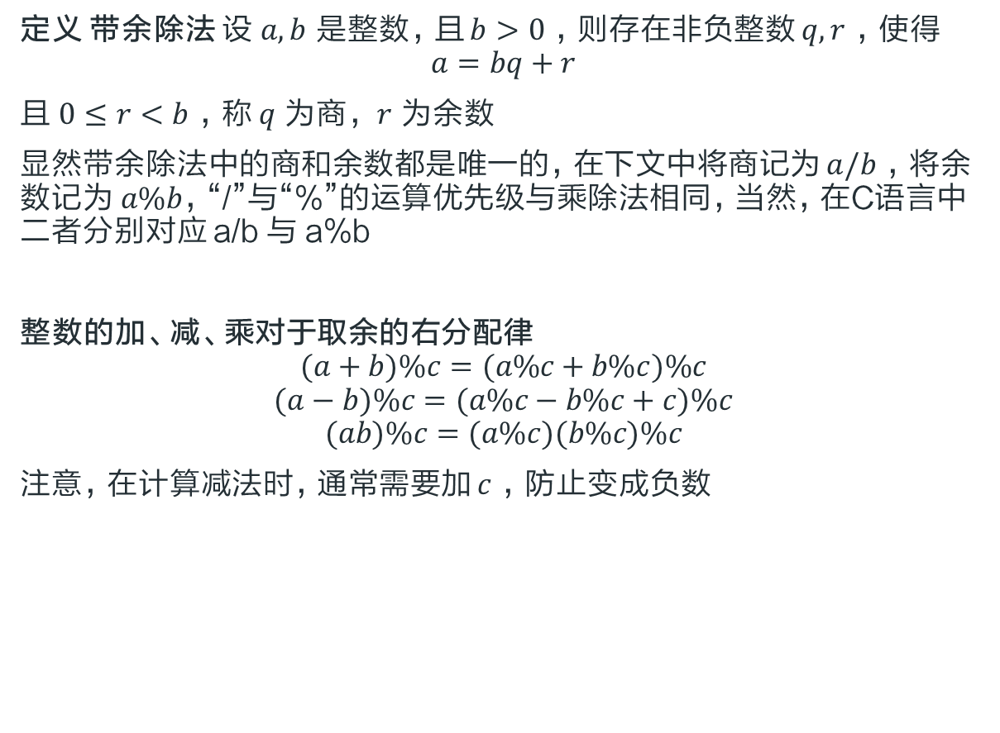 定义 带余除法 设 a, b 是整数，且 b > 0 ，则存在非负整数 q, r ，使得
a = bq + r
且 0 ≤ r < b ，称 q 为商，r 为余数
显然带余除法中的商和余数都是唯一的，在下文中将商记为 a/b ，将余
数记为 a%b，“/”与“%”的运算优先级与乘除法相同，当然，在C语言中
二者分别对应 a/b 与 a%b
整数的加、减、乘对于取余的右分配律
(a + b)%c = (a%c + b%c)%c
(a − b)%c = (a%c − b%c + c)%c
(ab)%c = (a%c)(b%c)%c
注意，在计算减法时，通常需要加 c ，防止变成负数